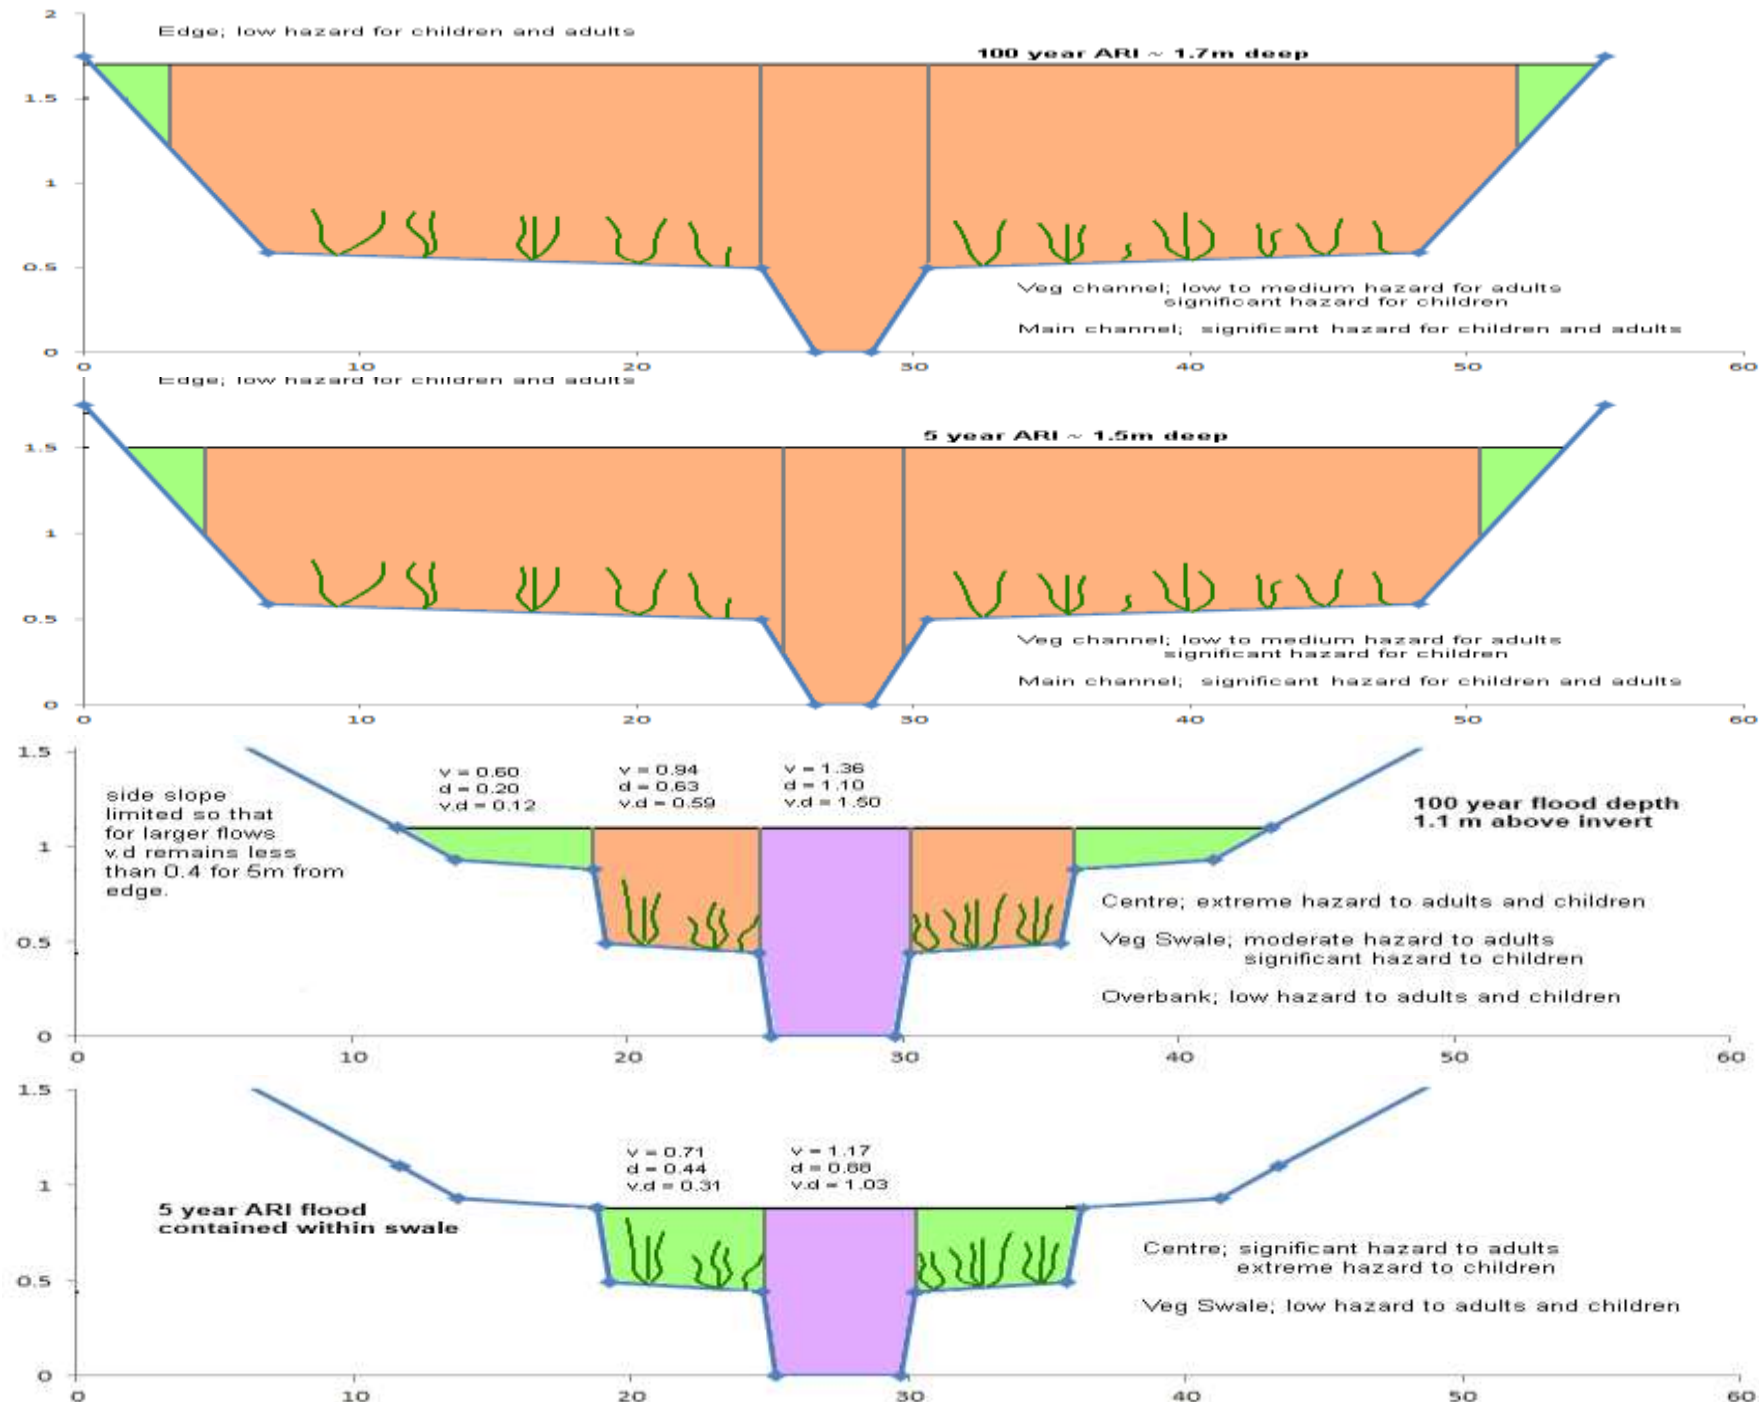 2
Edge; low hazard for children and adults
100 year ARI ~ 1.7m deep
1.5
1
0.5
Veg channel; low to medium hazard for adults
significant hazard for children
Main channel; significant hazard for children and adults
0
0 10 20 30 40 50 60
Edge; low hazard for children and adults
5 year ARI ~ 1.5m deep
1.5
1
0.5
Veg channel; low to medium hazard for adults
significant hazard for children
Main channel; significant hazard for children and adults
0
0 10 20 30 40 50 60
1.5
side slope
limited so that
for larger flows
v.d remains less
than 0.4 for 5m from
edge.
v = 0.60
d = 0.20
v.d = 0.12
v = 0.94
d = 0.63
v.d = 0.59
v = 1.36
d = 1.10
v.d = 1.50
100 year flood depth
1.1 m above invert
1
Centre; extreme hazard to adults and children
0.5
Veg Swale; moderate hazard to adults
significant hazard to children
Overbank; low hazard to adults and children
0
0 10 20 30 40 50 60
1.5
v = 0.71
d = 0.44
v.d = 0.31
v = 1.17
d = 0.88
v.d = 1.03
1
5 year ARI flood
contained within swale
Centre; significant hazard to adults
extreme hazard to children
0.5
Veg Swale; low hazard to adults and children
0
0 10 20 30 40 50 60